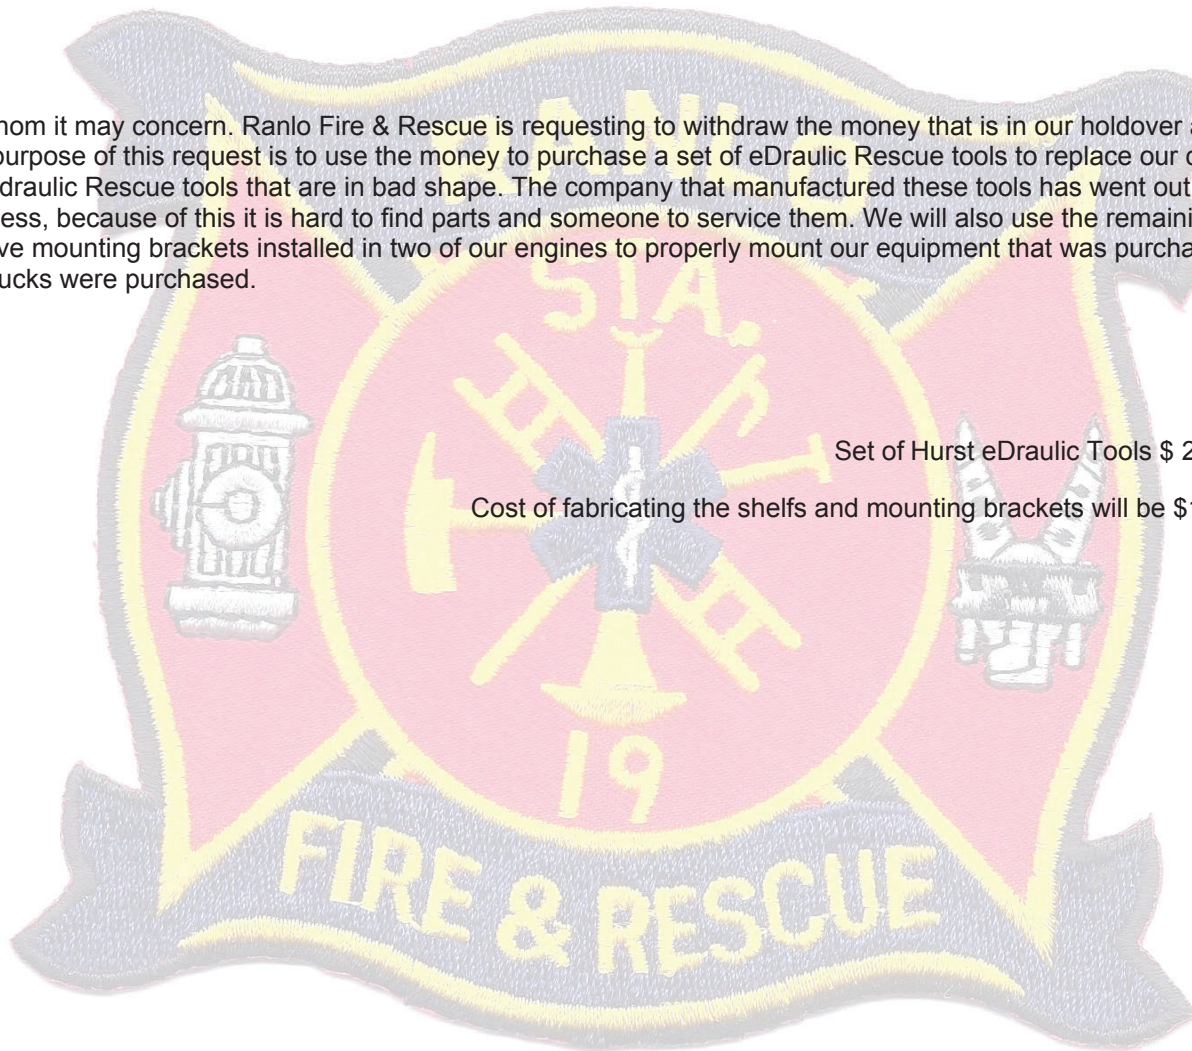 RANLO
nom it may concern. Ranlo Fire & Rescue is requesting to withdraw the money that is in our holdover a
purpose of this request is to use the money to purchase a set of eDraulic Rescue tools to replace our
draulic Rescue tools that are in bad shape. The company that manufactured these tools has went out
ess, because of this it is hard to find parts and someone to service them. We will also use the remaini
ve mounting brackets installed in two of our engines to properly mount our equipment that was purcha
ucks were purchased.
STA.
Set of Hurst eDraulic Tools $ 2
Cost of fabricating the shelfs and mounting brackets will be $1
19
FIRE & RESCUE